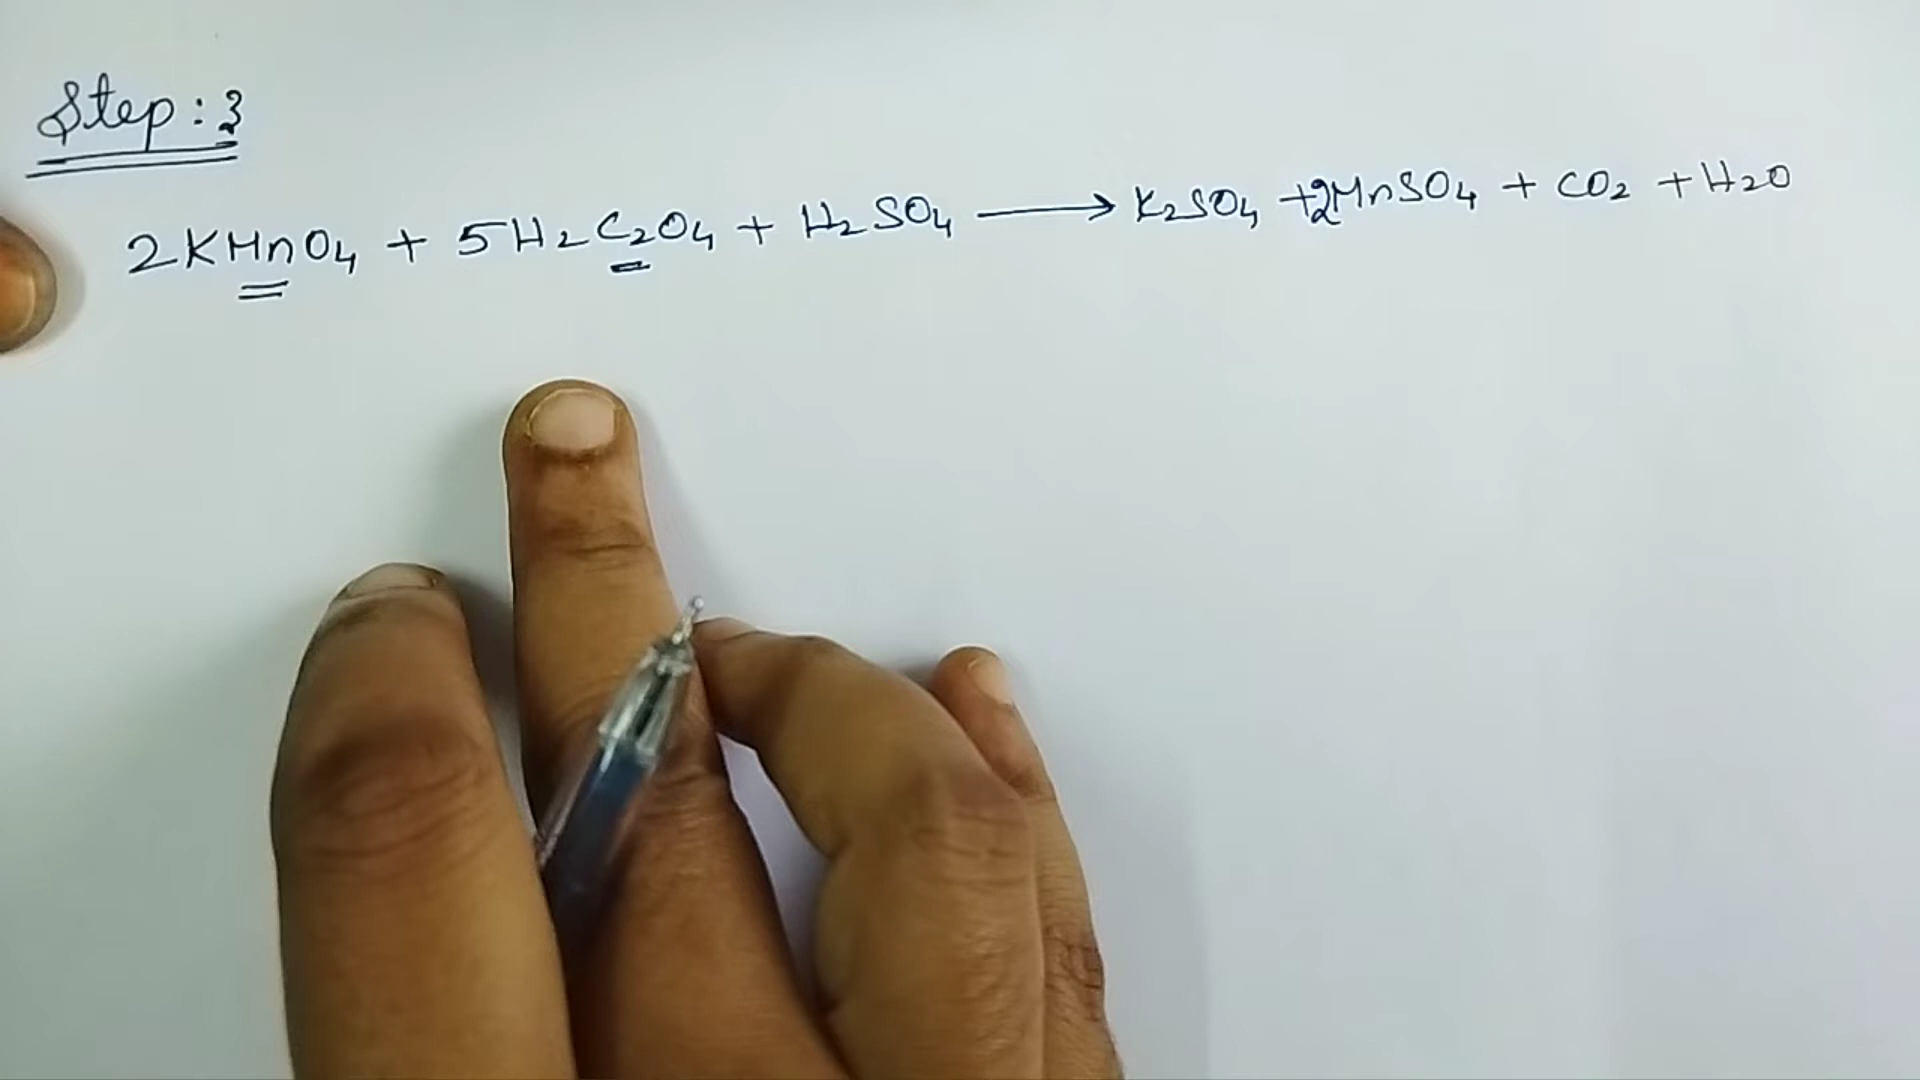 Step : 3
2KMnO₄ + 5H₂C₂O₄ + H₂SO₄ ⟶ K₂SO₄ + 2MnSO₄ + CO₂ + H₂O